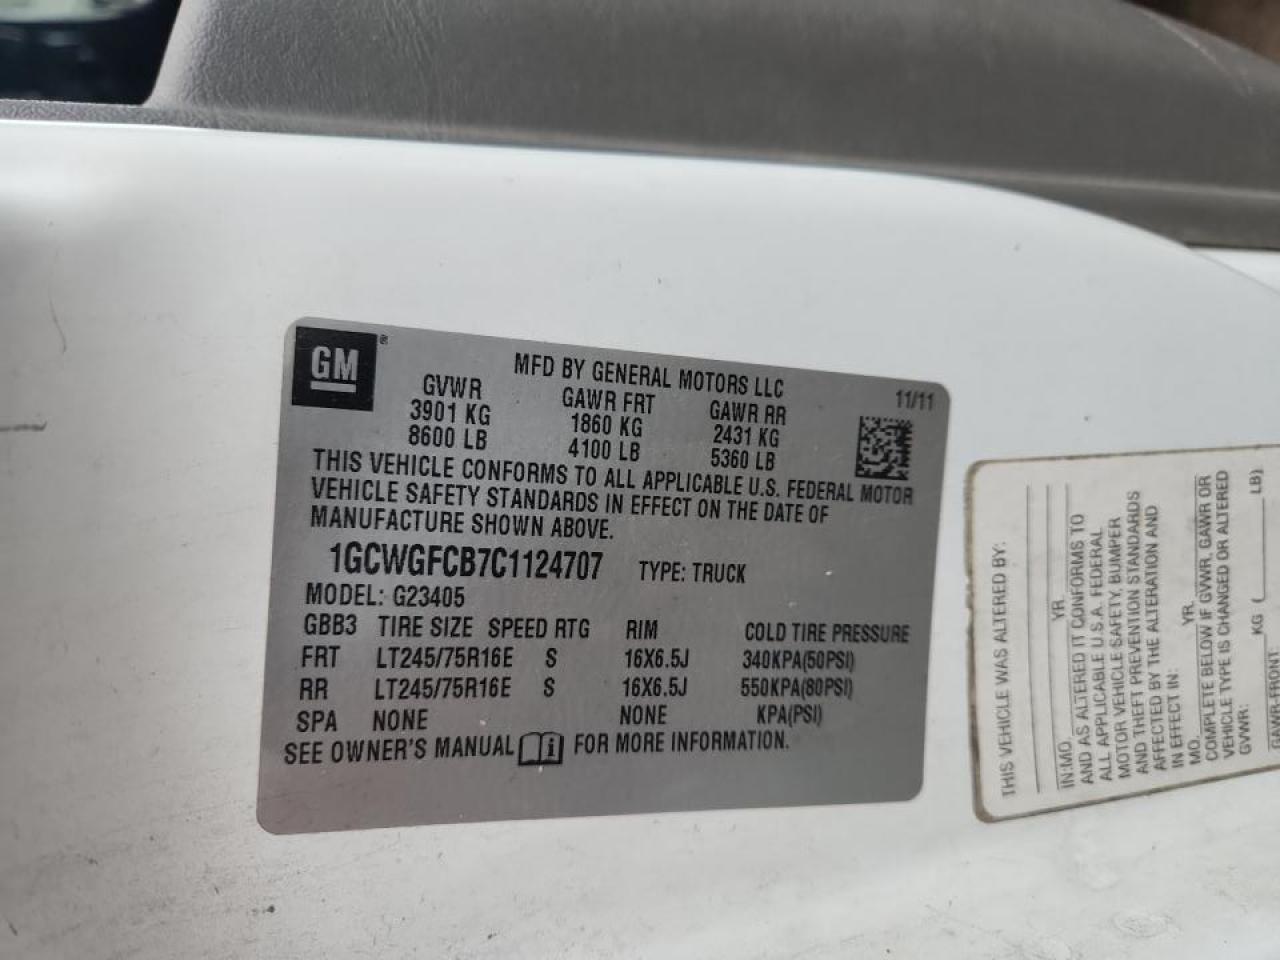 GM
®
MFD BY GENERAL MOTORS LLC
11/11
GVWR GAWR FRT GAWR RR
3901 KG 1860 KG 2431 KG
8600 LB 4100 LB 5360 LB
THIS VEHICLE CONFORMS TO ALL APPLICABLE U.S. FEDERAL MOTOR
VEHICLE SAFETY STANDARDS IN EFFECT ON THE DATE OF
MANUFACTURE SHOWN ABOVE.
1GCWGFCB7C1124707 TYPE: TRUCK
MODEL: G23405
GBB3 TIRE SIZE SPEED RTG RIM COLD TIRE PRESSURE
FRT LT245/75R16E S 16X6.5J 340KPA(50PSI)
RR LT245/75R16E S 16X6.5J 550KPA(80PSI)
SPA NONE NONE KPA(PSI)
SEE OWNER'S MANUAL FOR MORE INFORMATION.
THIS VEHICLE WAS ALTERED BY:
IN:MO. YR.
AND AS ALTERED IT CONFORMS TO
ALL APPLICABLE U.S.A. FEDERAL
MOTOR VEHICLE SAFETY, BUMPER
AND THEFT PREVENTION STANDARDS
AFFECTED BY THE ALTERATION AND
IN EFFECT IN:
MO. YR.
COMPLETE BELOW IF GVWR, GAWR OR
VEHICLE TYPE IS CHANGED OR ALTERED
GVWR: KG ( LB)
GAWR-FRONT: